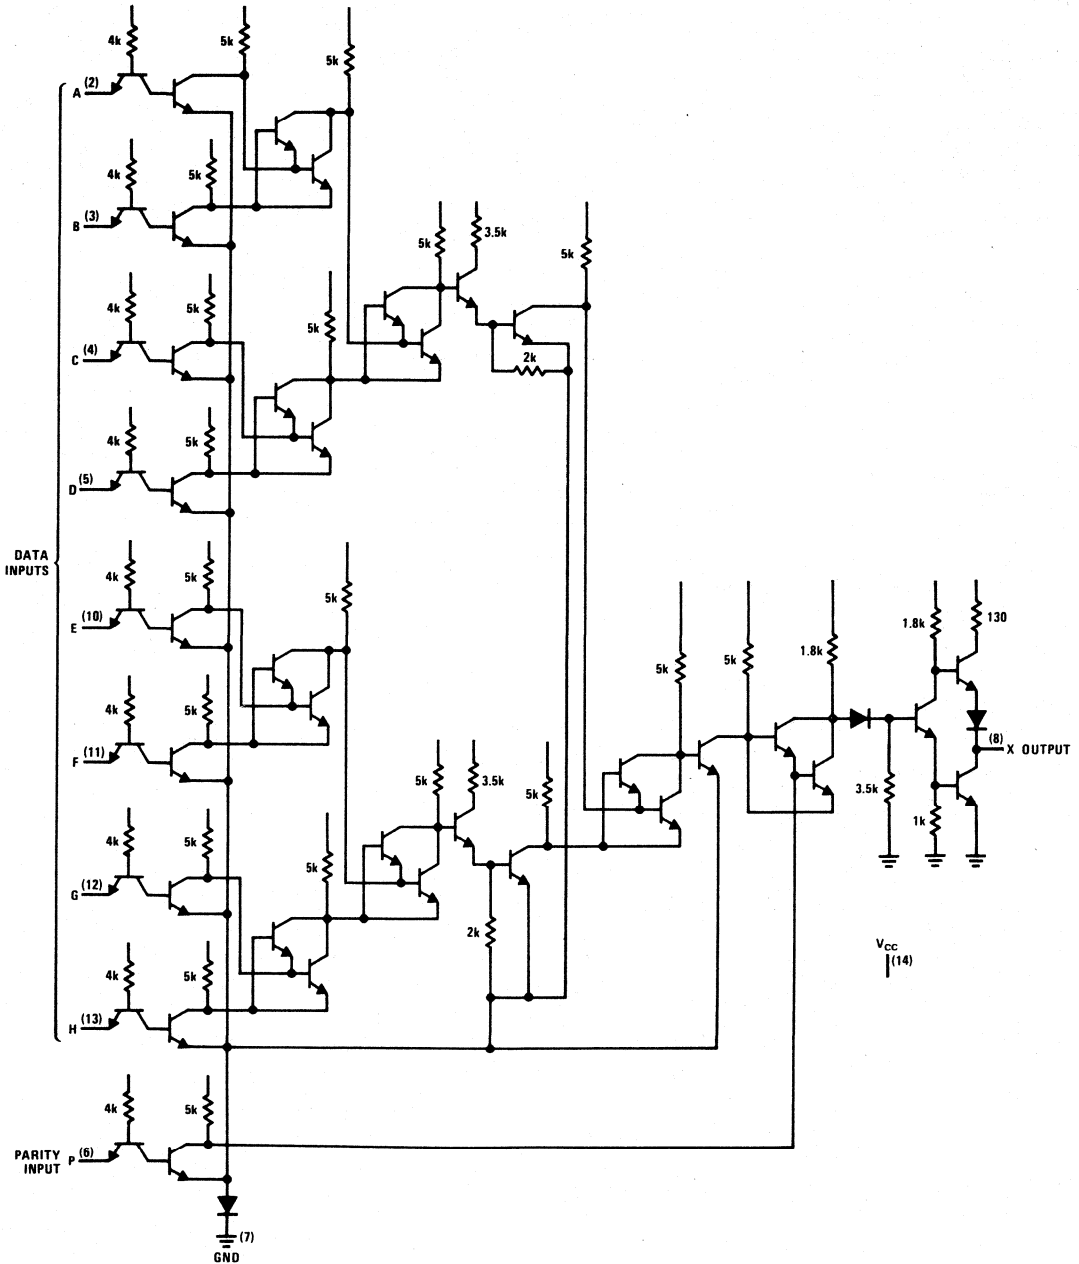 4k
5k
5k
A (2)
4k
5k
B (3)
5k
3.5k
5k
4k
5k
5k
C (4)
2k
4k
5k
D (5)
DATA
INPUTS
4k
5k
5k
E (10)
130
1.8k
1.8k
5k
5k
4k
5k
F (11)
(8)
X OUTPUT
5k
3.5k
5k
3.5k
1k
4k
5k
5k
G (12)
2k
VCC
(14)
4k
5k
H (13)
4k
5k
PARITY
INPUT P (6)
(7)
GND